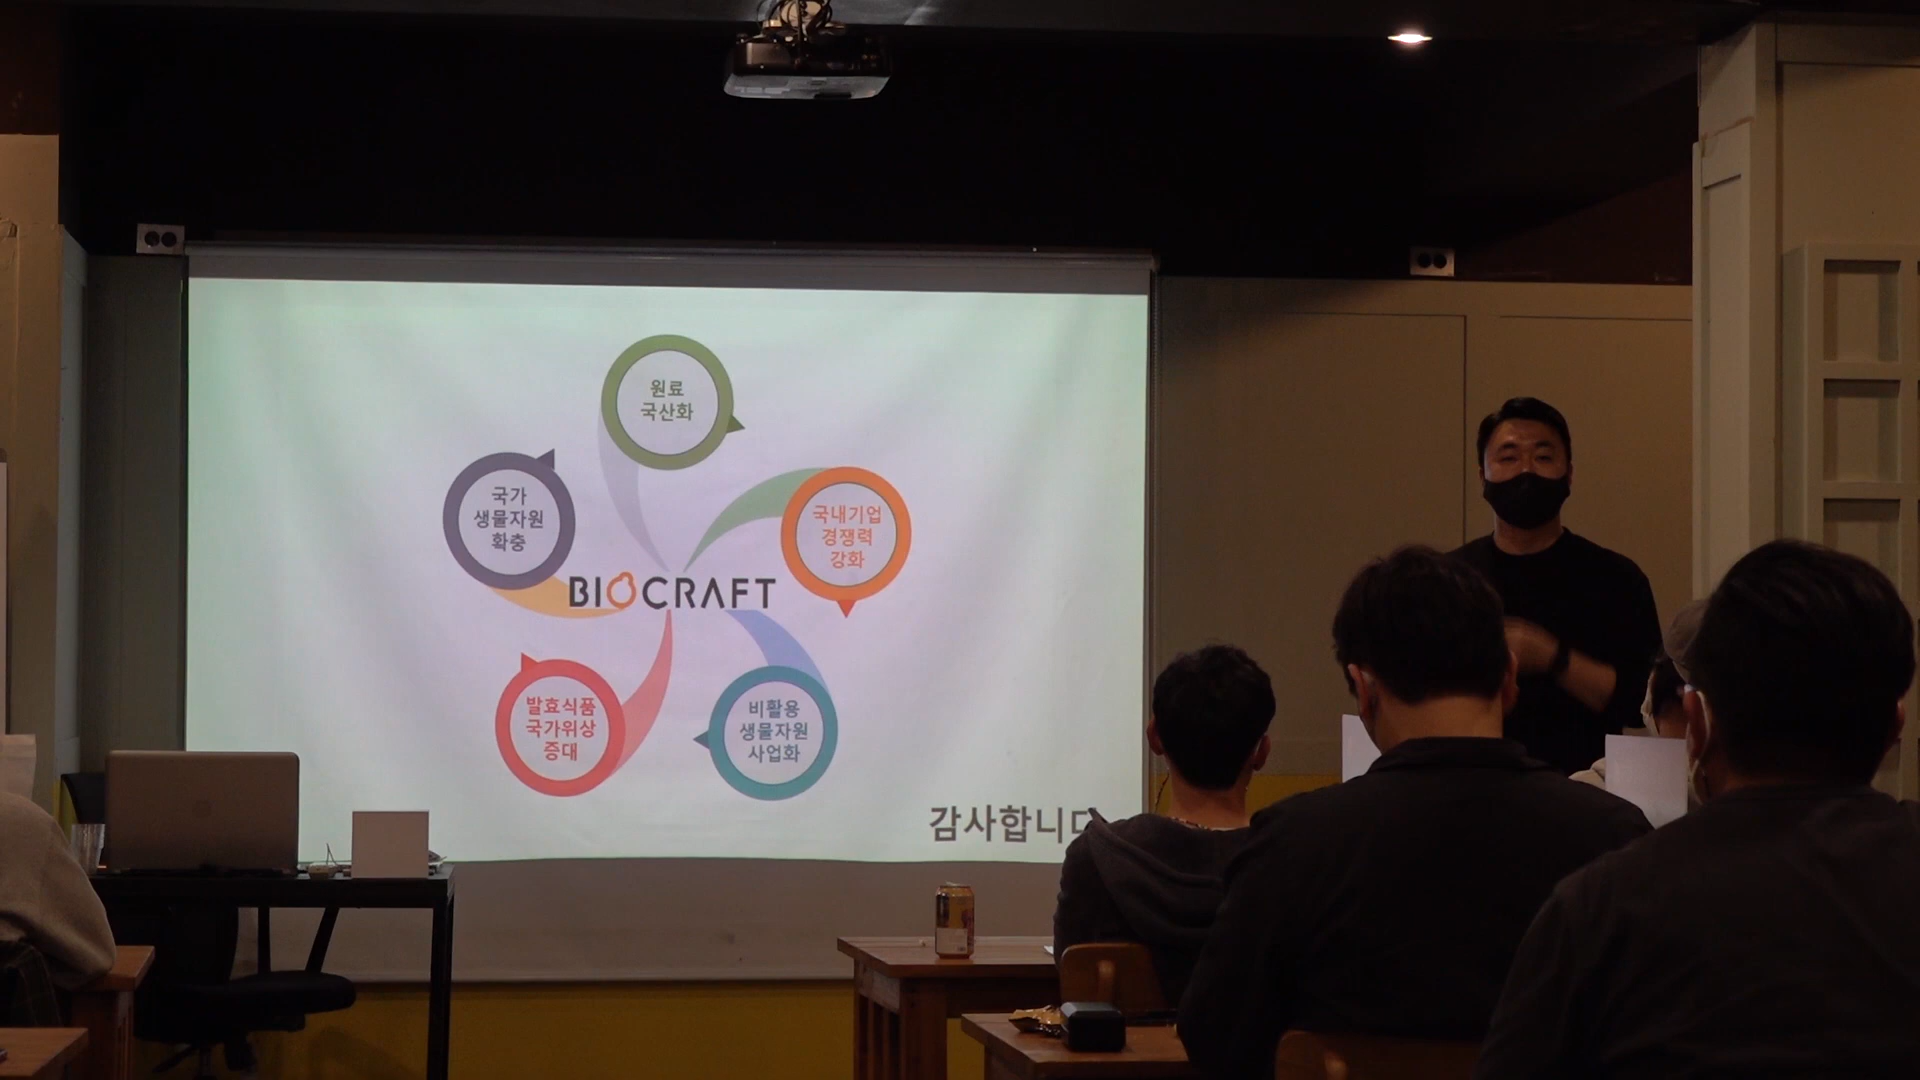 원료
국산화
국가
생물자원
확충
국내기업
경쟁력
강화
BIOCRAFT
발효식품
국가위상
증대
비활용
생물자원
사업화
감사합니다